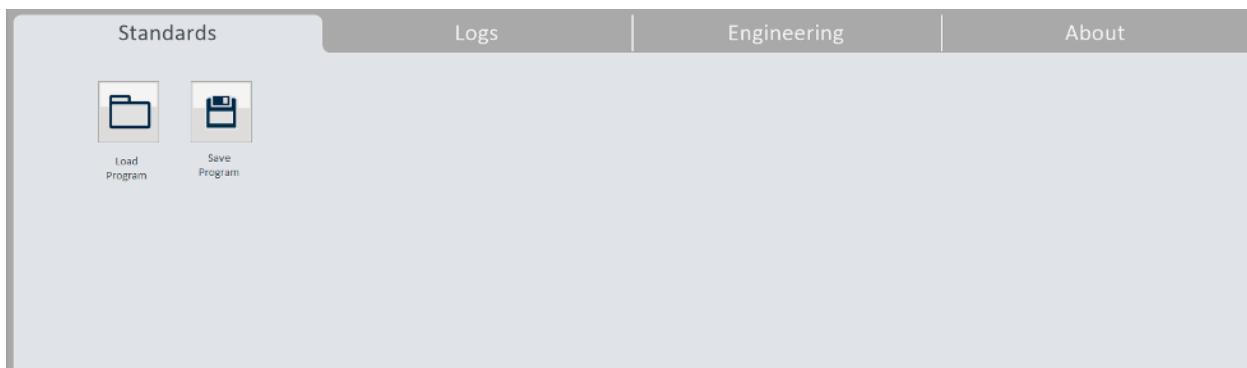 Standards
Logs
Engineering
About
Load
Program
Save
Program